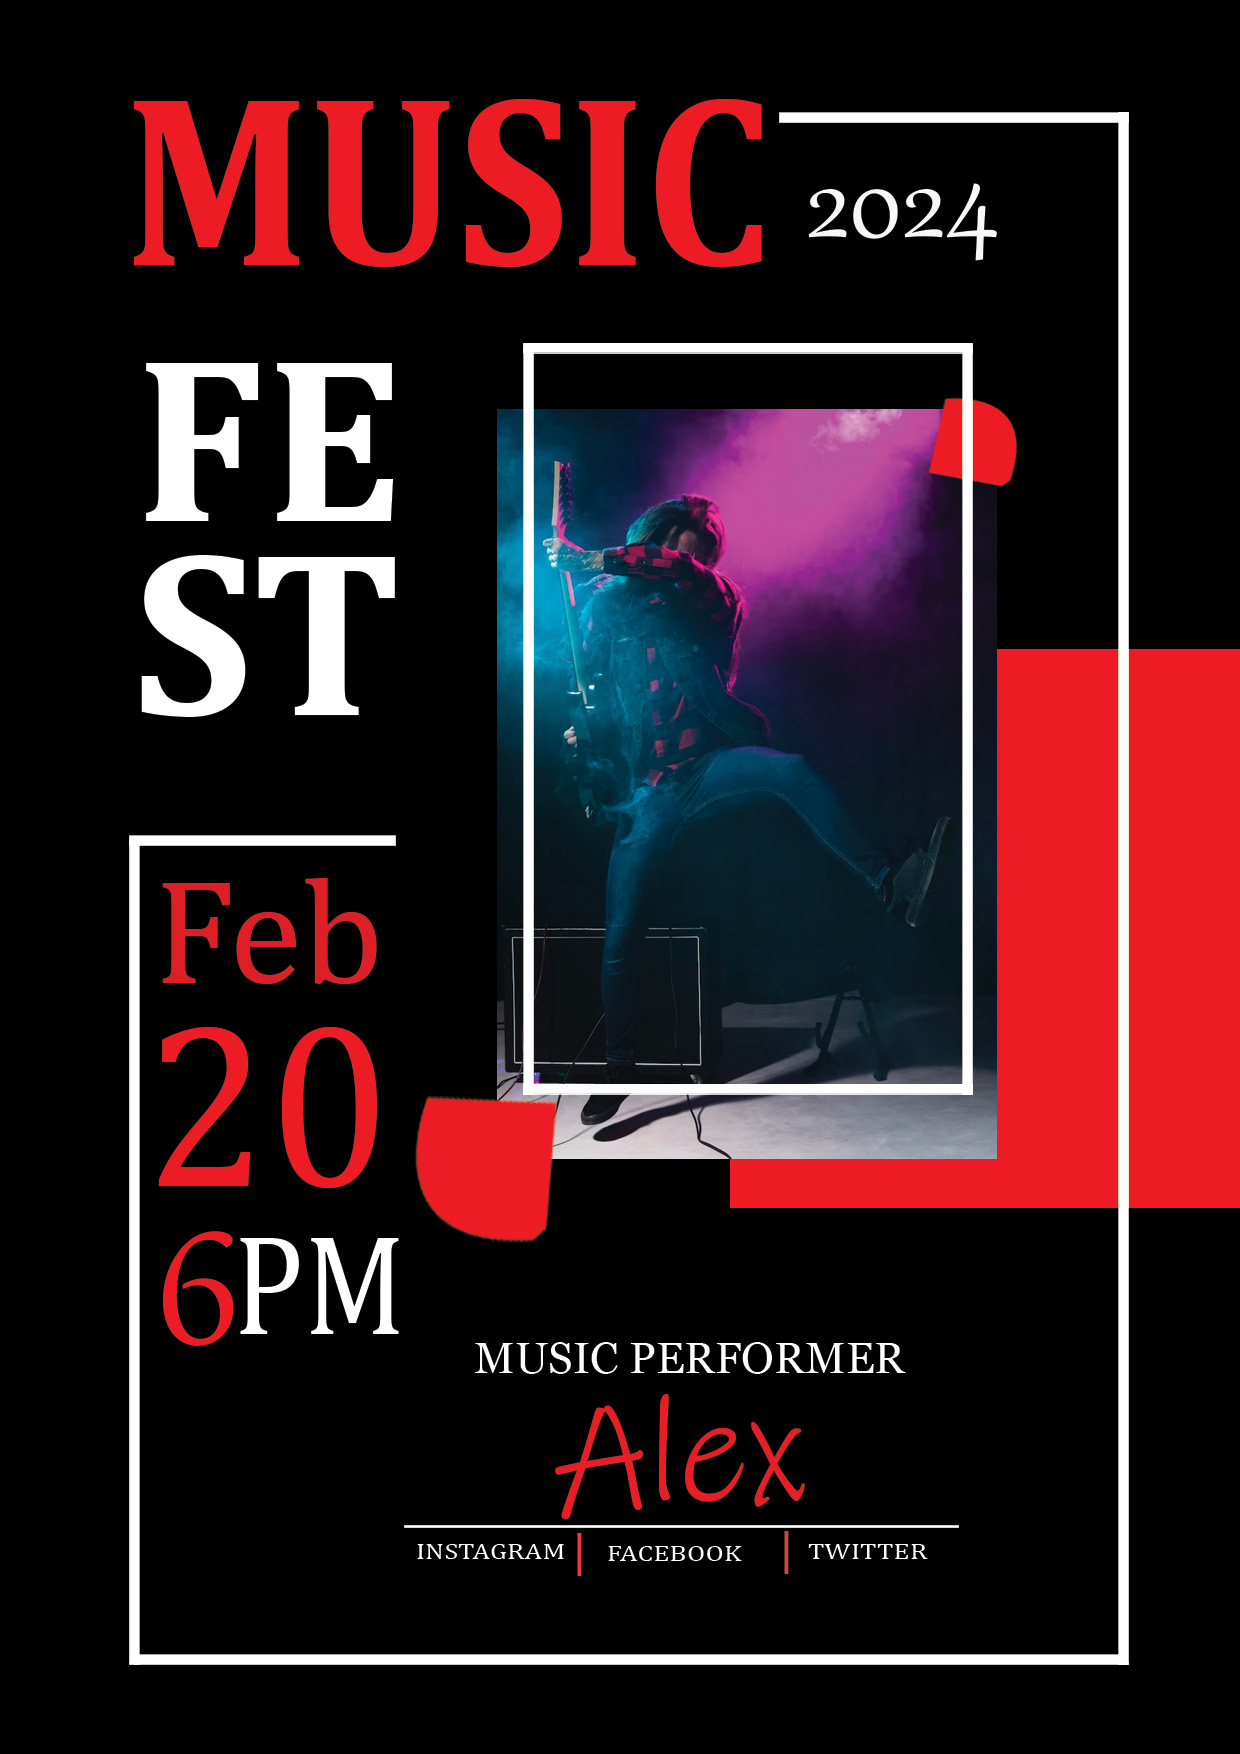 MUSIC
2024
FE
ST
Feb
20
6PM
MUSIC PERFORMER
Alex
INSTAGRAM | FACEBOOK | TWITTER